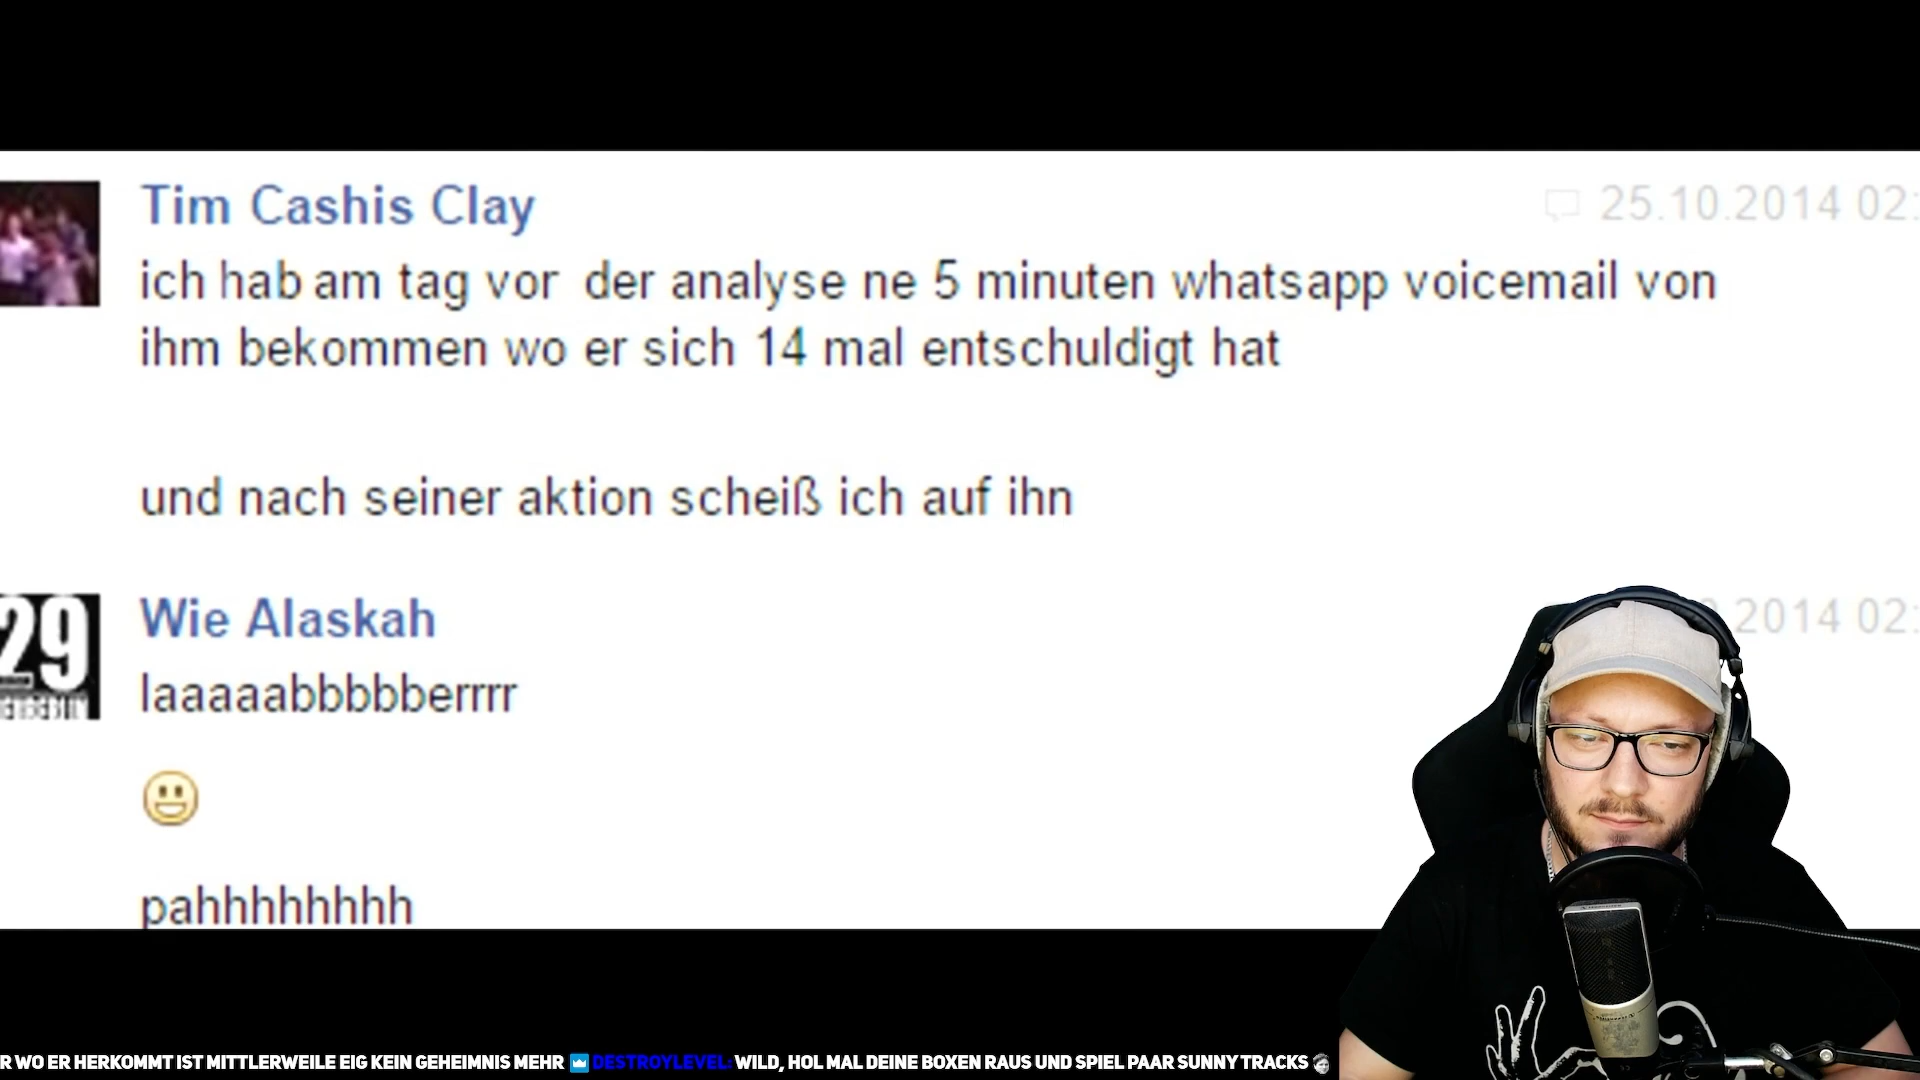 Tim Cashis Clay
25.10.2014 02:
ich hab am tag vor der analyse ne 5 minuten whatsapp voicemail von
ihm bekommen wo er sich 14 mal entschuldigt hat
und nach seiner aktion scheiß ich auf ihn
29
Wie Alaskah
.2014 02:
laaaaabbbbberrrr
pahhhhhhhhh
R WO ER HERKOMMT IST MITTLERWEILE EIG KEIN GEHEIMNIS MEHR DESTROYLEVEL: WILD, HOL MAL DEINE BOXEN RAUS UND SPIEL PAAR SUNNY TRACKS